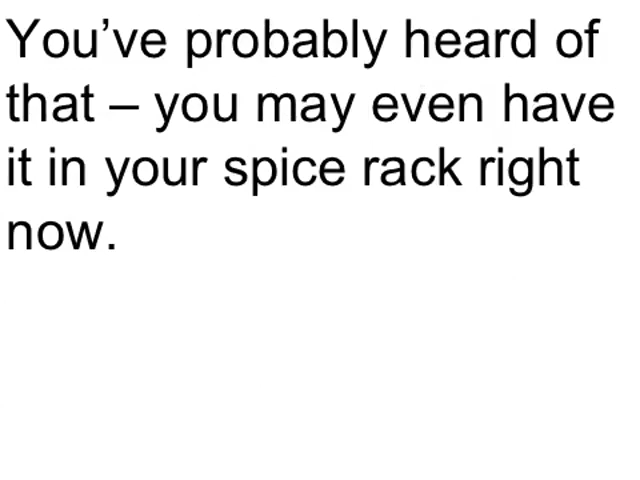 You’ve probably heard of
that – you may even have
it in your spice rack right
now.